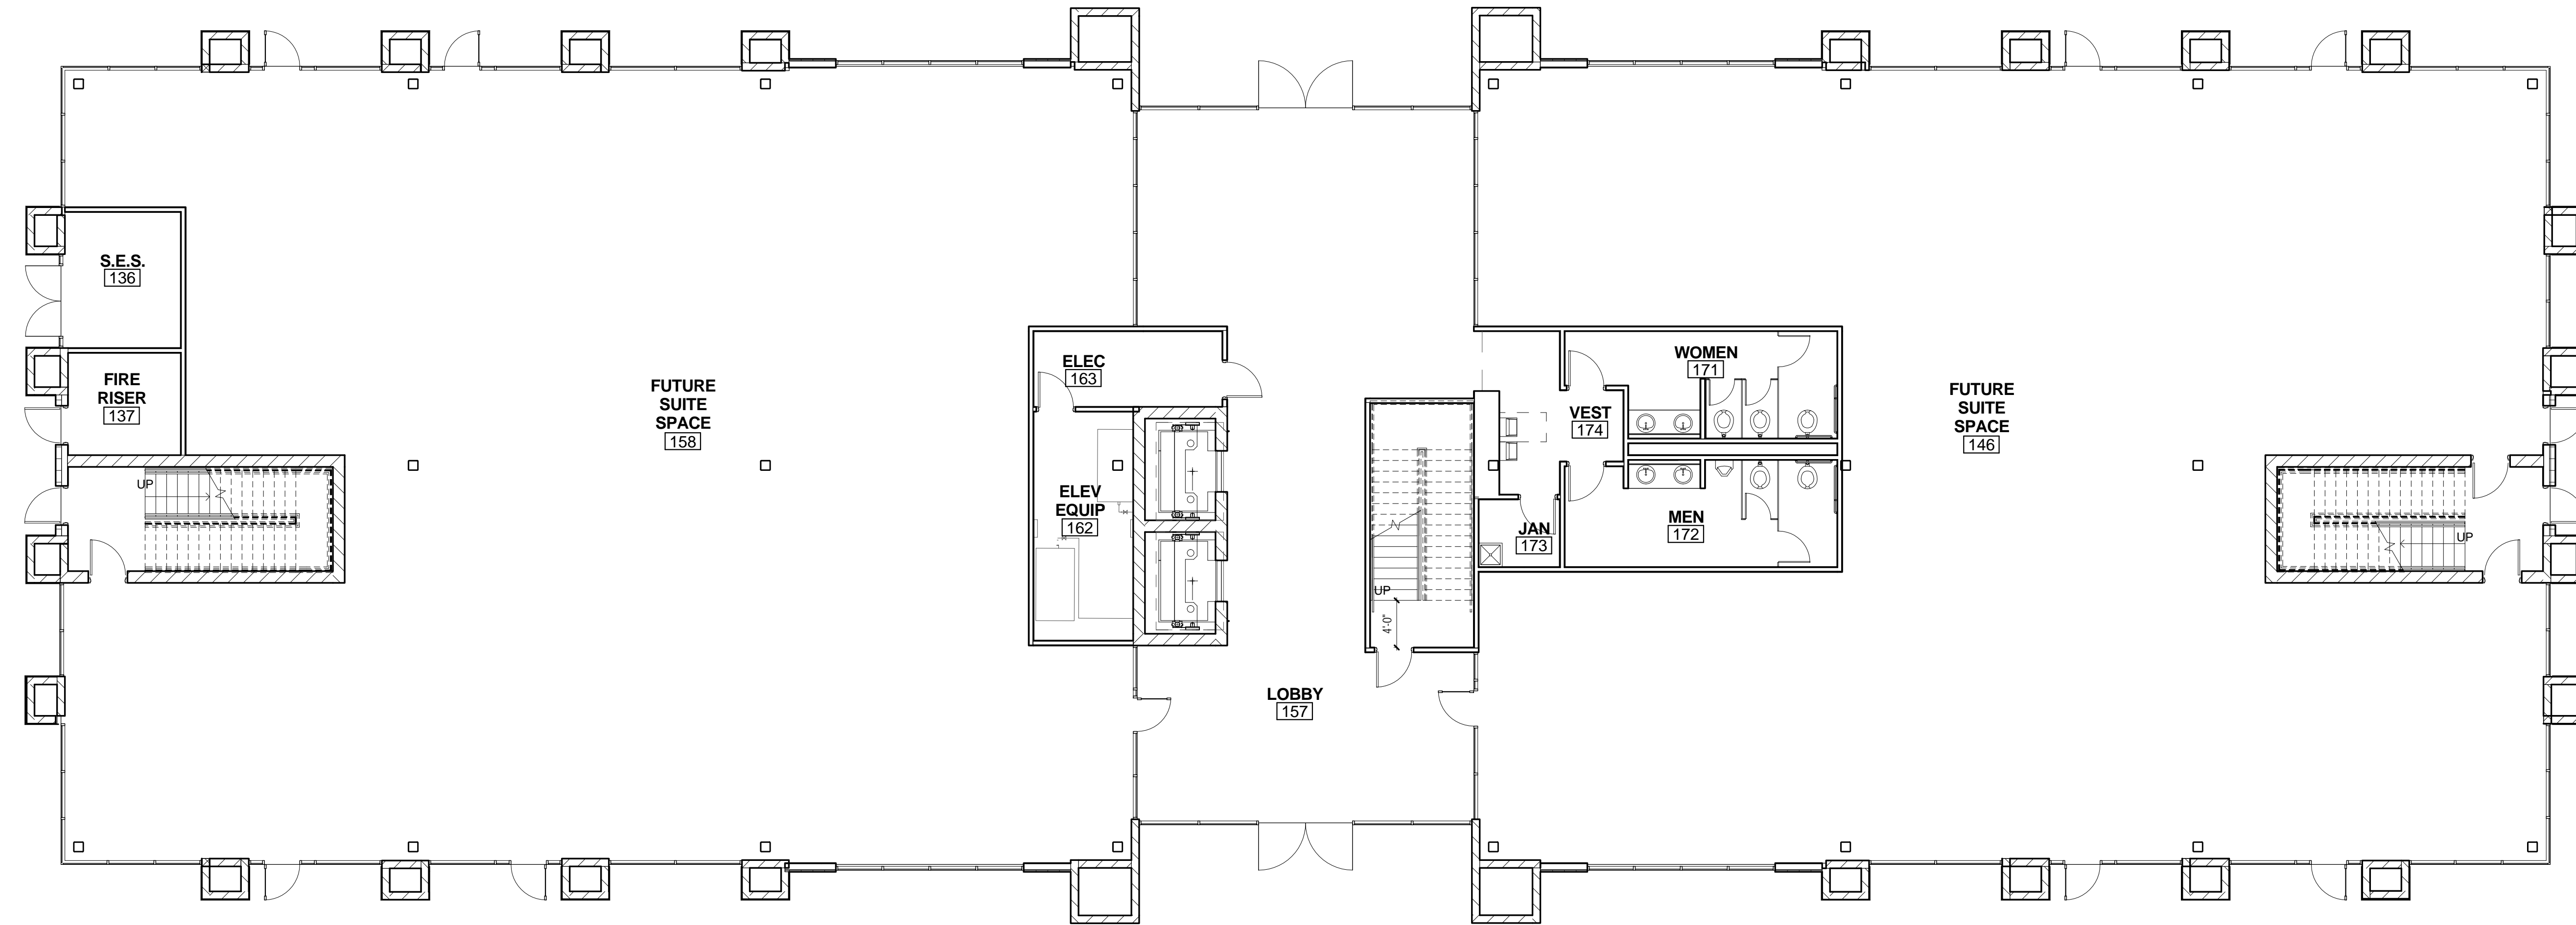 S.E.S.
136
FIRE
RISER
137
UP
FUTURE
SUITE
SPACE
158
ELEC
163
ELEV
EQUIP
162
LOBBY
157
UP
4'-0"
WOMEN
171
VEST
174
MEN
172
JAN
173
FUTURE
SUITE
SPACE
146
UP